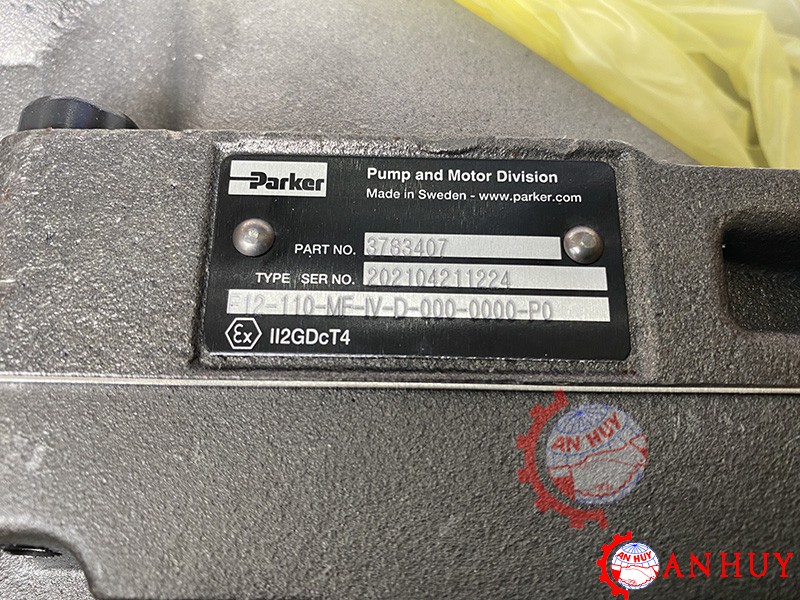 Parker
Pump and Motor Division
Made in Sweden - www.parker.com
PART NO. 3783407
TYPE SER NO. 202104211224
F12-110-MF-IV-D-000-0000-P0
Ex II2GDcT4
AN HUY
AN HUY
ANHUY